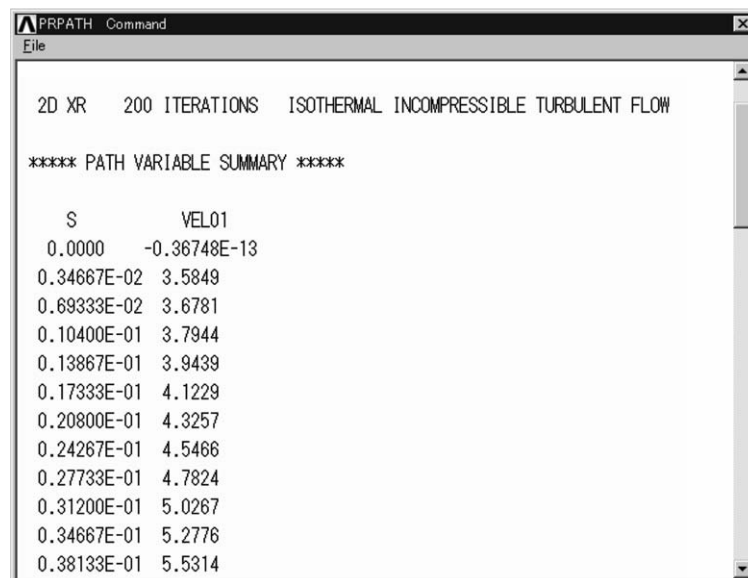 PRPATH Command
File
2D XR 200 ITERATIONS ISOTHERMAL INCOMPRESSIBLE TURBULENT FLOW
***** PATH VARIABLE SUMMARY *****
S VELO1
0.0000 -0.36748E-13
0.34667E-02 3.5849
0.69333E-02 3.6781
0.10400E-01 3.7944
0.13867E-01 3.9439
0.17333E-01 4.1229
0.20800E-01 4.3257
0.24267E-01 4.5466
0.27733E-01 4.7824
0.31200E-01 5.0267
0.34667E-01 5.2776
0.38133E-01 5.5314